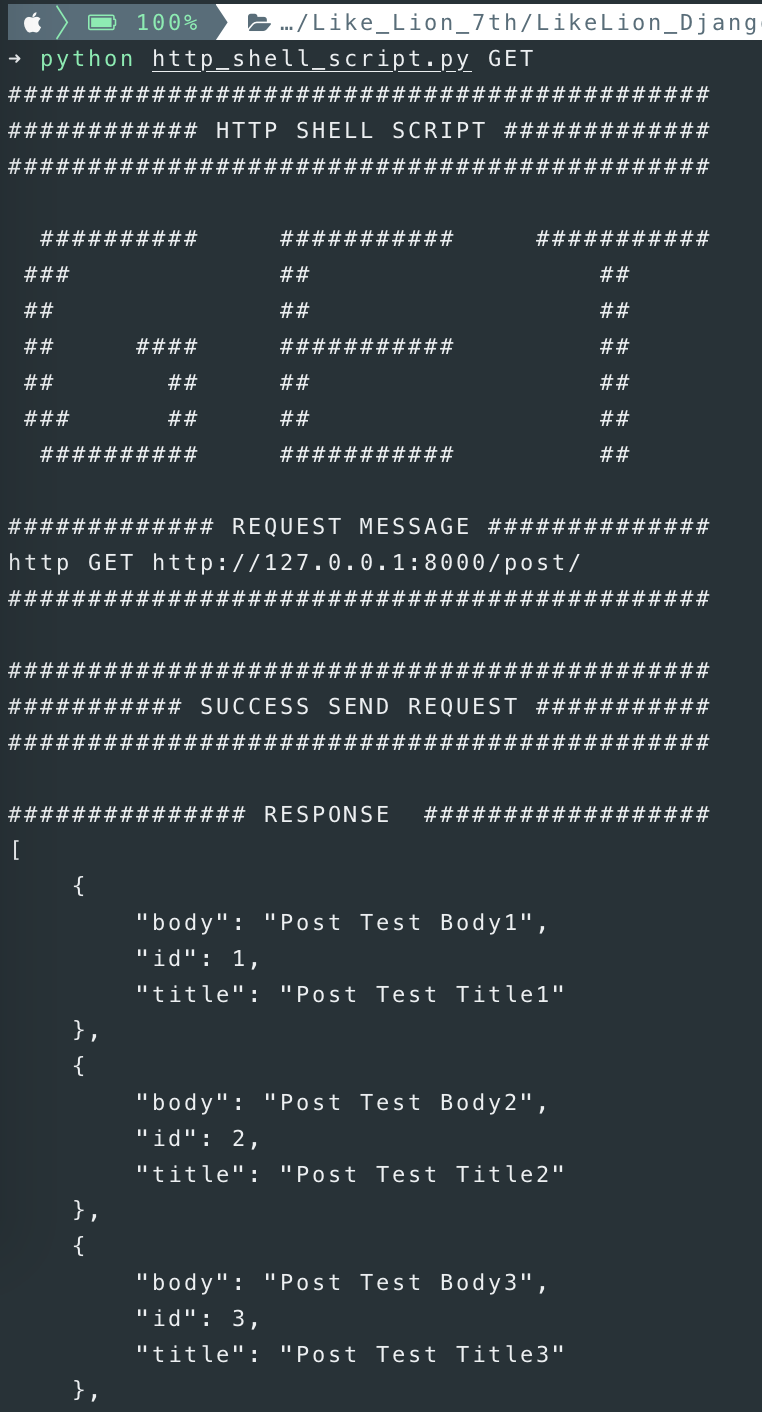 100% …/Like_Lion_7th/LikeLion_Djang
→ python http_shell_script.py GET
############################################
############ HTTP SHELL SCRIPT #############
############################################

  ##########     ###########     ###########
 ###             ##                  ##
 ##              ##                  ##
 ##     ####     ###########         ##
 ##       ##     ##                  ##
 ###      ##     ##                  ##
  ##########     ###########         ##

############# REQUEST MESSAGE ##############
http GET http://127.0.0.1:8000/post/
############################################

############################################
########### SUCCESS SEND REQUEST ###########
############################################

############### RESPONSE  ##################
[
    {
        "body": "Post Test Body1",
        "id": 1,
        "title": "Post Test Title1"
    },
    {
        "body": "Post Test Body2",
        "id": 2,
        "title": "Post Test Title2"
    },
    {
        "body": "Post Test Body3",
        "id": 3,
        "title": "Post Test Title3"
    },